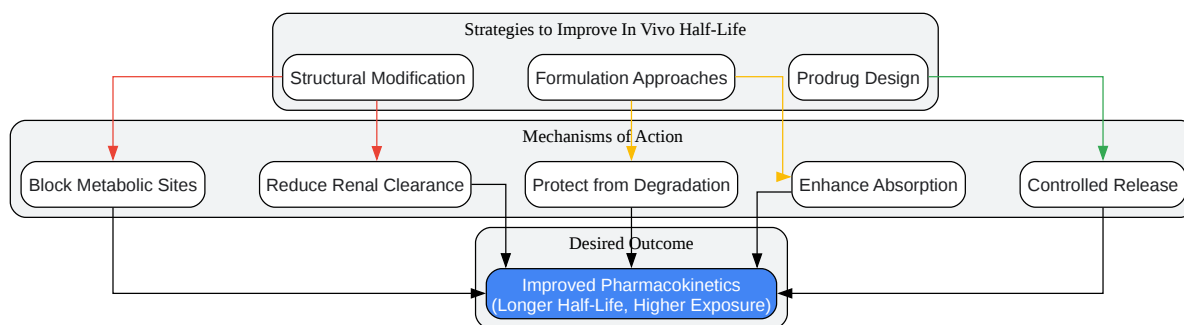 Strategies to Improve In Vivo Half-Life
Structural Modification
Formulation Approaches
Prodrug Design
Mechanisms of Action
Block Metabolic Sites
Reduce Renal Clearance
Protect from Degradation
Enhance Absorption
Controlled Release
Desired Outcome
Improved Pharmacokinetics
(Longer Half-Life, Higher Exposure)